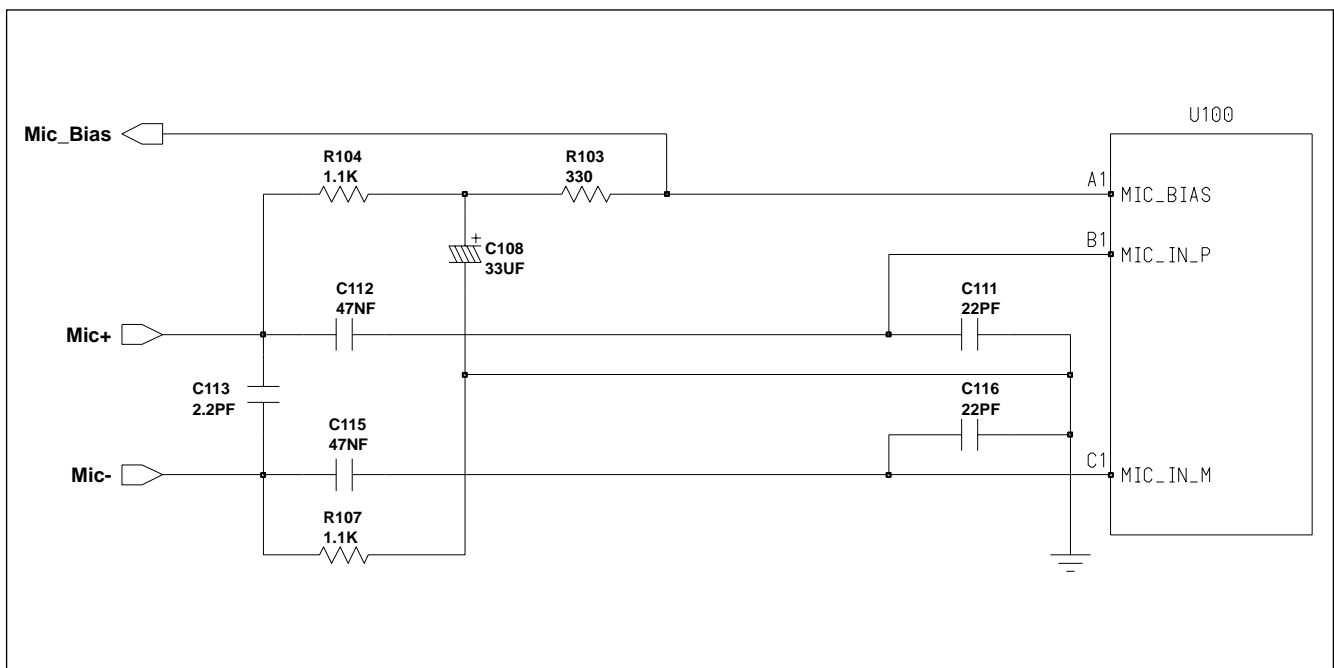 U100
Mic_Bias
R104
1.1K
R103
330
A1
MIC_BIAS
+
C108
33UF
B1
MIC_IN_P
C112
47NF
C111
22PF
Mic+
C113
2.2PF
C116
22PF
C115
47NF
Mic-
C1
MIC_IN_M
R107
1.1K